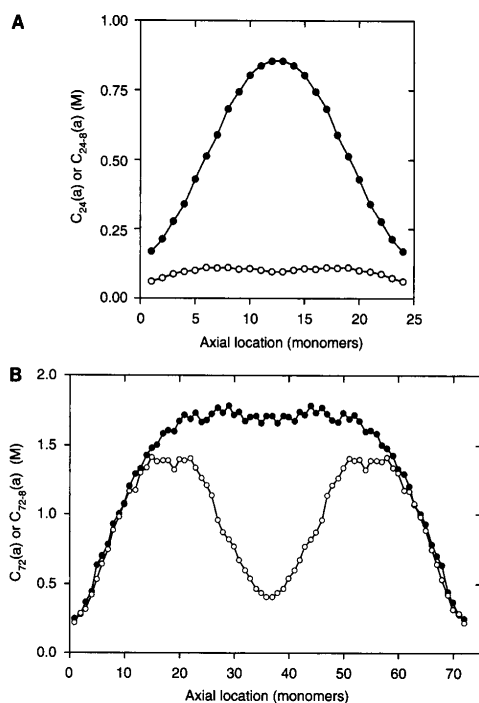 A
C₂₄(a) or C₂₄₋₈(a) (M)
1.00
0.75
0.50
0.25
0.00
0 5 10 15 20 25
Axial location (monomers)
B
C₇₂(a) or C₇₂₋₈(a) (M)
2.0
1.5
1.0
0.5
0.0
0 10 20 30 40 50 60 70
Axial location (monomers)